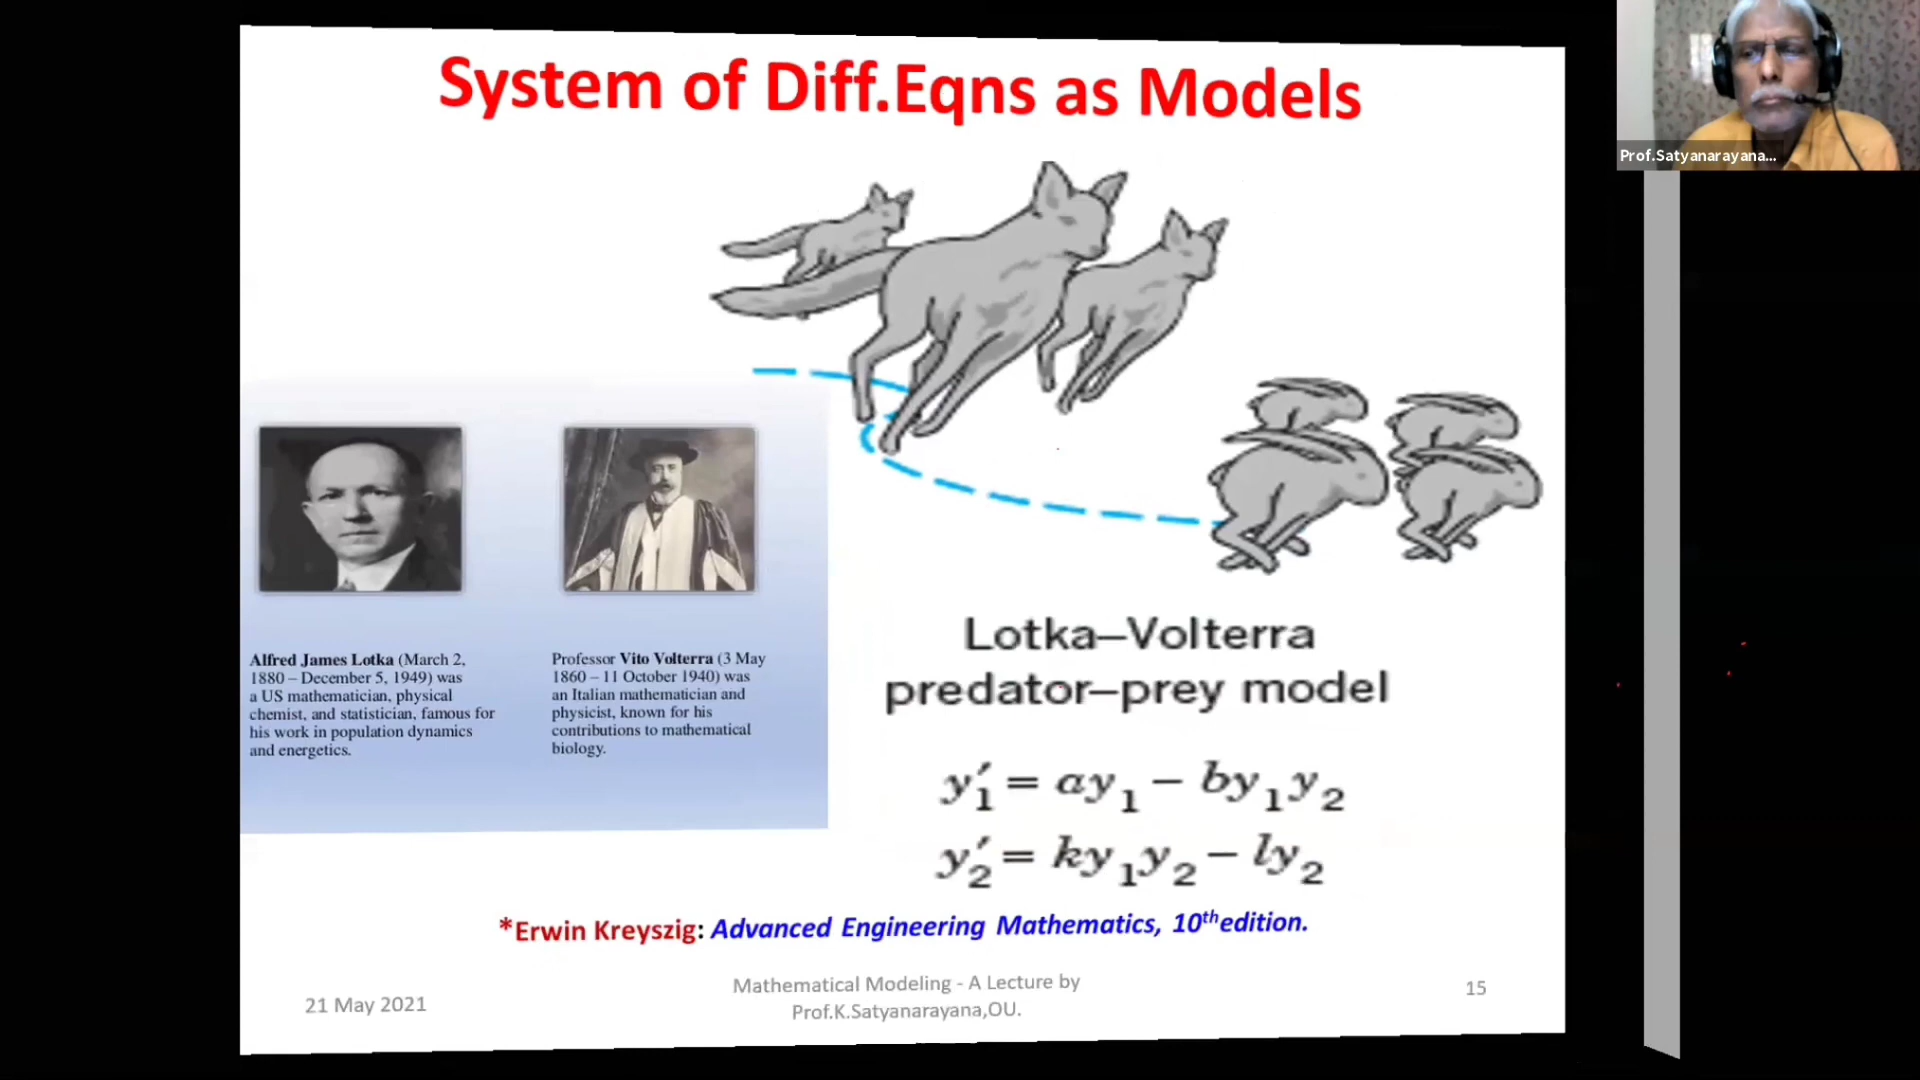 System of Diff.Eqns as Models
Prof.Satyanarayana...
Alfred James Lotka (March 2,
1880 – December 5, 1949) was
a US mathematician, physical
chemist, and statistician, famous for
his work in population dynamics
and energetics.
Professor Vito Volterra (3 May
1860 – 11 October 1940) was
an Italian mathematician and
physicist, known for his
contributions to mathematical
biology.
Lotka–Volterra
predator–prey model
y₁′ = ay₁ − by₁y₂
y₂′ = ky₁y₂ − ly₂
*Erwin Kreyszig: Advanced Engineering Mathematics, 10th edition.
21 May 2021
Mathematical Modeling - A Lecture by
Prof.K.Satyanarayana,OU.
15